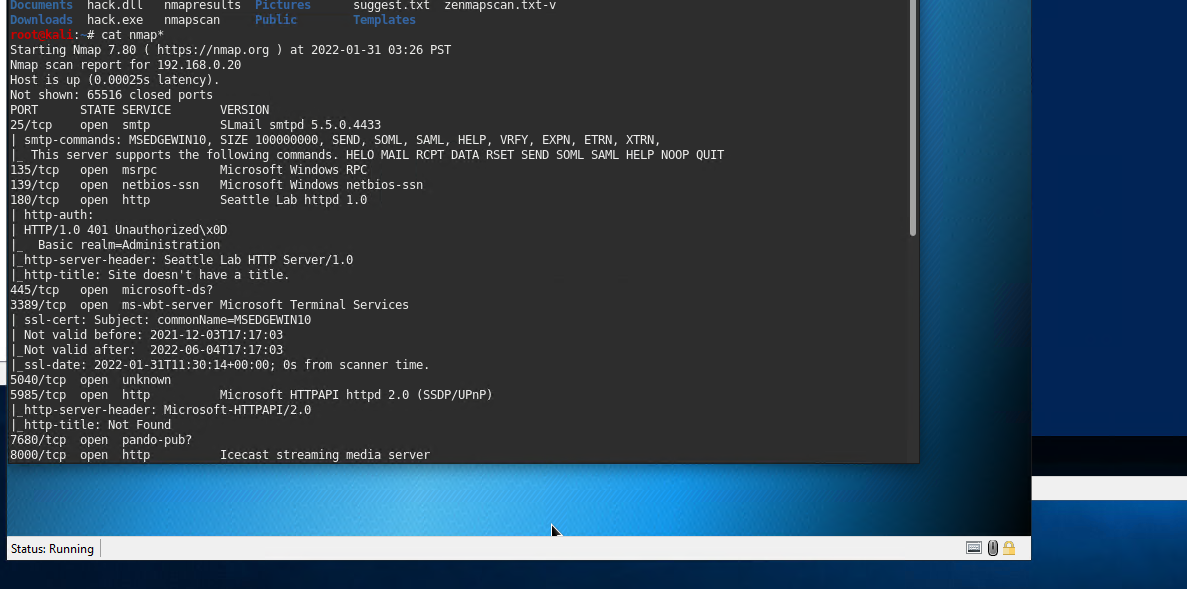 Documents  hack.dll   nmapresults  Pictures      suggest.txt  zenmapscan.txt-v
Downloads  hack.exe   nmapscan     Public        Templates
root@kali:~# cat nmap*
Starting Nmap 7.80 ( https://nmap.org ) at 2022-01-31 03:26 PST
Nmap scan report for 192.168.0.20
Host is up (0.00025s latency).
Not shown: 65516 closed ports
PORT      STATE SERVICE       VERSION
25/tcp    open  smtp          SLmail smtpd 5.5.0.4433
| smtp-commands: MSEDGEWIN10, SIZE 100000000, SEND, SOML, SAML, HELP, VRFY, EXPN, ETRN, XTRN,
|_ This server supports the following commands. HELO MAIL RCPT DATA RSET SEND SOML SAML HELP NOOP QUIT
135/tcp   open  msrpc         Microsoft Windows RPC
139/tcp   open  netbios-ssn   Microsoft Windows netbios-ssn
180/tcp   open  http          Seattle Lab httpd 1.0
| http-auth:
| HTTP/1.0 401 Unauthorized\x0D
|_  Basic realm=Administration
|_http-server-header: Seattle Lab HTTP Server/1.0
|_http-title: Site doesn't have a title.
445/tcp   open  microsoft-ds?
3389/tcp  open  ms-wbt-server Microsoft Terminal Services
| ssl-cert: Subject: commonName=MSEDGEWIN10
| Not valid before: 2021-12-03T17:17:03
|_Not valid after:  2022-06-04T17:17:03
|_ssl-date: 2022-01-31T11:30:14+00:00; 0s from scanner time.
5040/tcp  open  unknown
5985/tcp  open  http          Microsoft HTTPAPI httpd 2.0 (SSDP/UPnP)
|_http-server-header: Microsoft-HTTPAPI/2.0
|_http-title: Not Found
7680/tcp  open  pando-pub?
8000/tcp  open  http          Icecast streaming media server
Status: Running